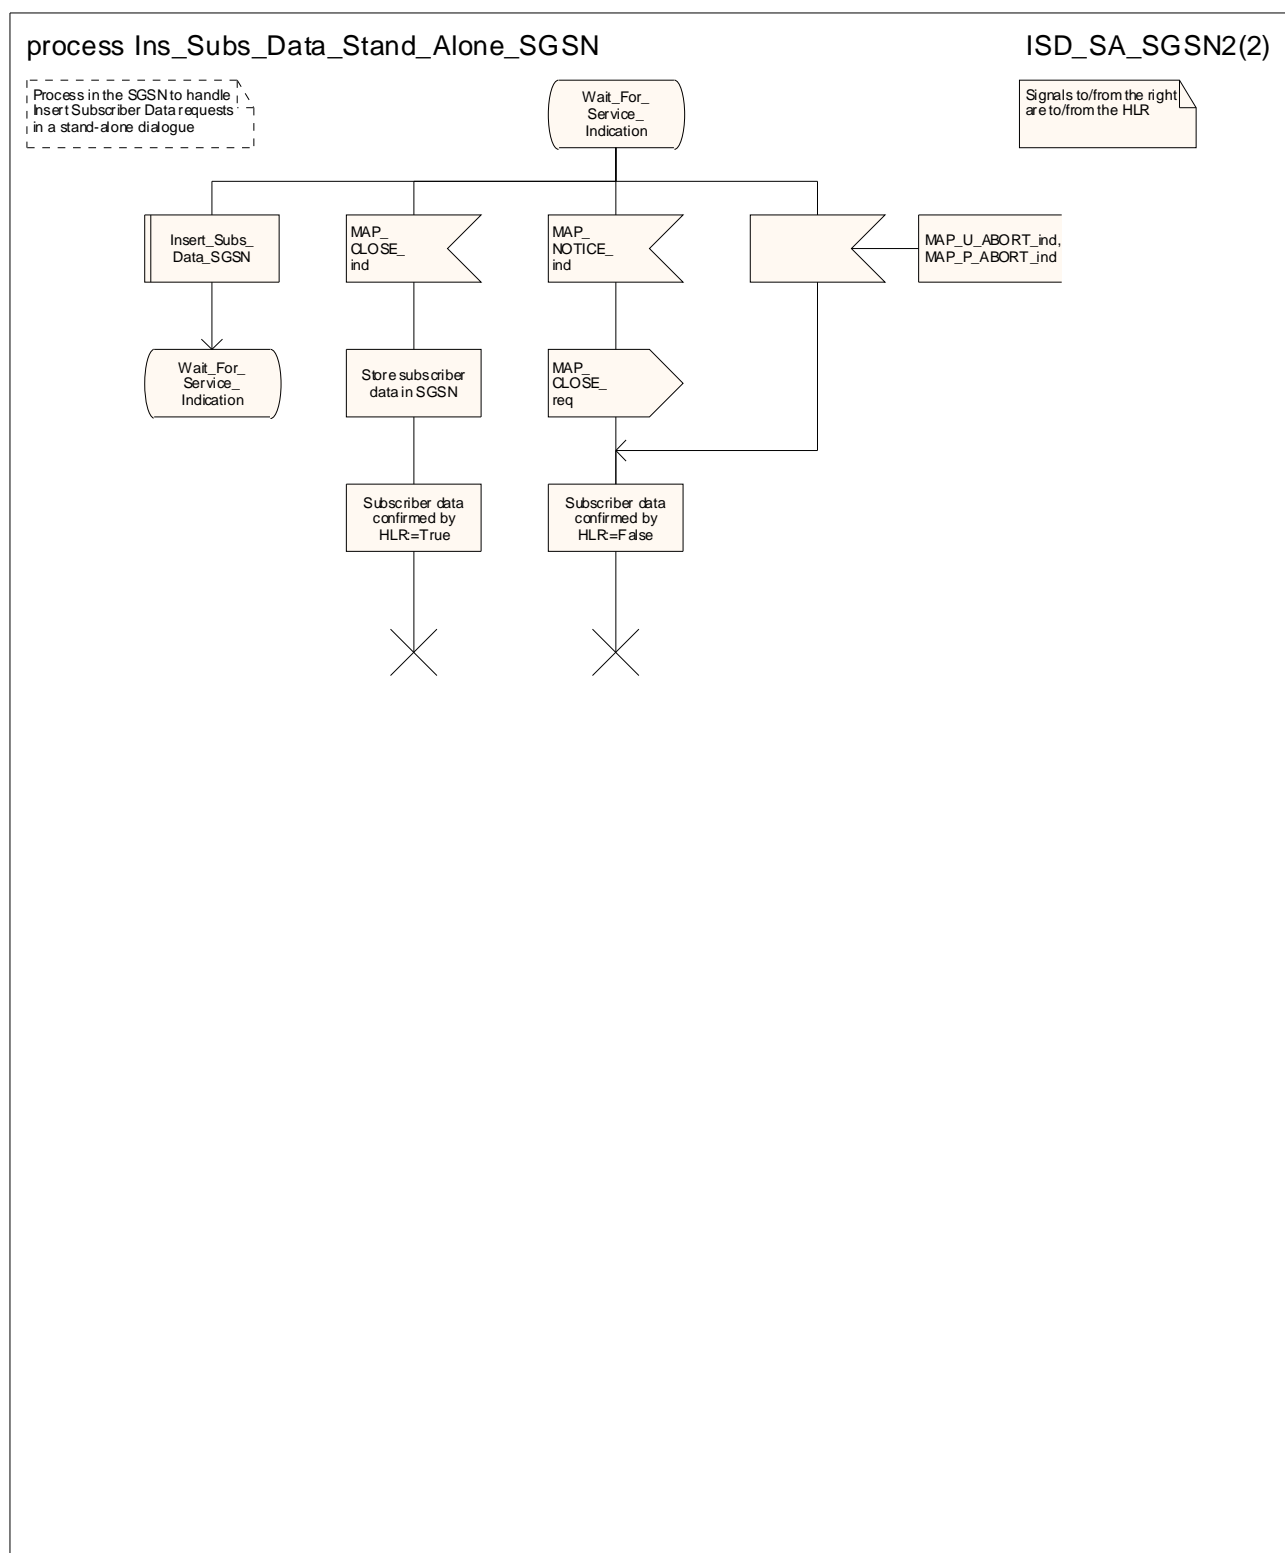 process Ins_Subs_Data_Stand_Alone_SGSN
ISD_SA_SGSN2(2)
Process in the SGSN to handle
Insert Subscriber Data requests
in a stand-alone dialogue
Wait_For_
Service_
Indication
Signals to/from the right
are to/from the HLR
Insert_Subs_
Data_SGSN
MAP_
CLOSE_
ind
MAP_
NOTICE_
ind
MAP_U_ABORT_ind,
MAP_P_ABORT_ind
Wait_For_
Service_
Indication
Store subscriber
data in SGSN
MAP_
CLOSE_
req
Subscriber data
confirmed by
HLR:=True
Subscriber data
confirmed by
HLR:=False